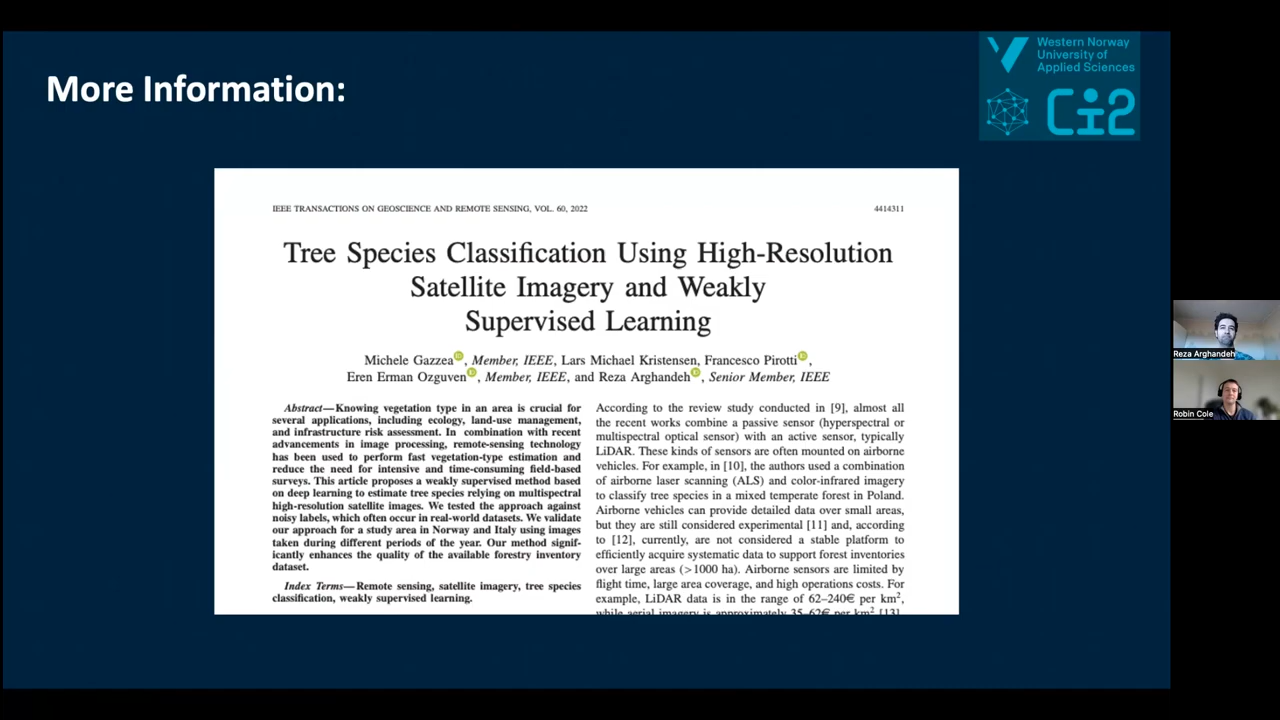 More Information:
Western Norway
University of
Applied Sciences
Ci2
IEEE TRANSACTIONS ON GEOSCIENCE AND REMOTE SENSING, VOL. 60, 2022
4414311
Tree Species Classification Using High-Resolution
Satellite Imagery and Weakly
Supervised Learning
Michele Gazzea, Member, IEEE, Lars Michael Kristensen, Francesco Pirotti,
Eren Erman Ozguven, Member, IEEE, and Reza Arghandeh, Senior Member, IEEE
Abstract—Knowing vegetation type in an area is crucial for
several applications, including ecology, land-use management,
and infrastructure risk assessment. In combination with recent
advancements in image processing, remote-sensing technology
has been used to perform fast vegetation-type estimation and
reduce the need for intensive and time-consuming field-based
surveys. This article proposes a weakly supervised method based
on deep learning to estimate tree species relying on multispectral
high-resolution satellite images. We tested the approach against
noisy labels, which often occur in real-world datasets. We validate
our approach for a study area in Norway and Italy using images
taken during different periods of the year. Our method signif-
icantly enhances the quality of the available forestry inventory
dataset.
Index Terms—Remote sensing, satellite imagery, tree species
classification, weakly supervised learning.
According to the review study conducted in [9], almost all
the recent works combine a passive sensor (hyperspectral or
multispectral optical sensor) with an active sensor, typically
LiDAR. These kinds of sensors are often mounted on airborne
vehicles. For example, in [10], the authors used a combination
of airborne laser scanning (ALS) and color-infrared imagery
to classify tree species in a mixed temperate forest in Poland.
Airborne vehicles can provide detailed data over small areas,
but they are still considered experimental [11] and, according
to [12], currently, are not considered a stable platform to
efficiently acquire systematic data to support forest inventories
over large areas (>1000 ha). Airborne sensors are limited by
flight time, large area coverage, and high operations costs. For
example, LiDAR data is in the range of 62–240€ per km²,
while aerial imagery is approximately 35–62€ per km² [13].
Reza Arghandeh
Robin Cole